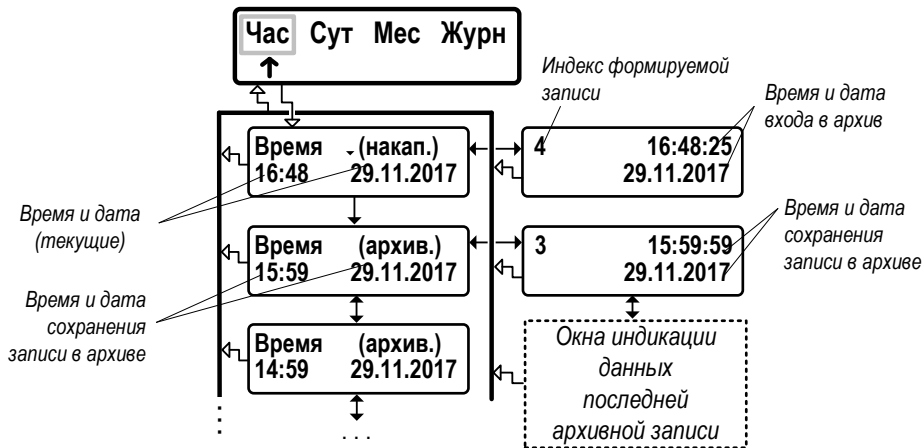 Час Сут Мес Журн
Индекс формируемой
записи
Время и дата
входа в архив
Время (накап.)
16:48 29.11.2017
4 16:48:25
29.11.2017
Время и дата
(текущие)
Время (архив.)
15:59 29.11.2017
3 15:59:59
29.11.2017
Время и дата
сохранения
записи в архиве
Время и дата
сохранения
записи в архиве
Время (архив.)
14:59 29.11.2017
Окна индикации
данных
последней
архивной записи
. . .